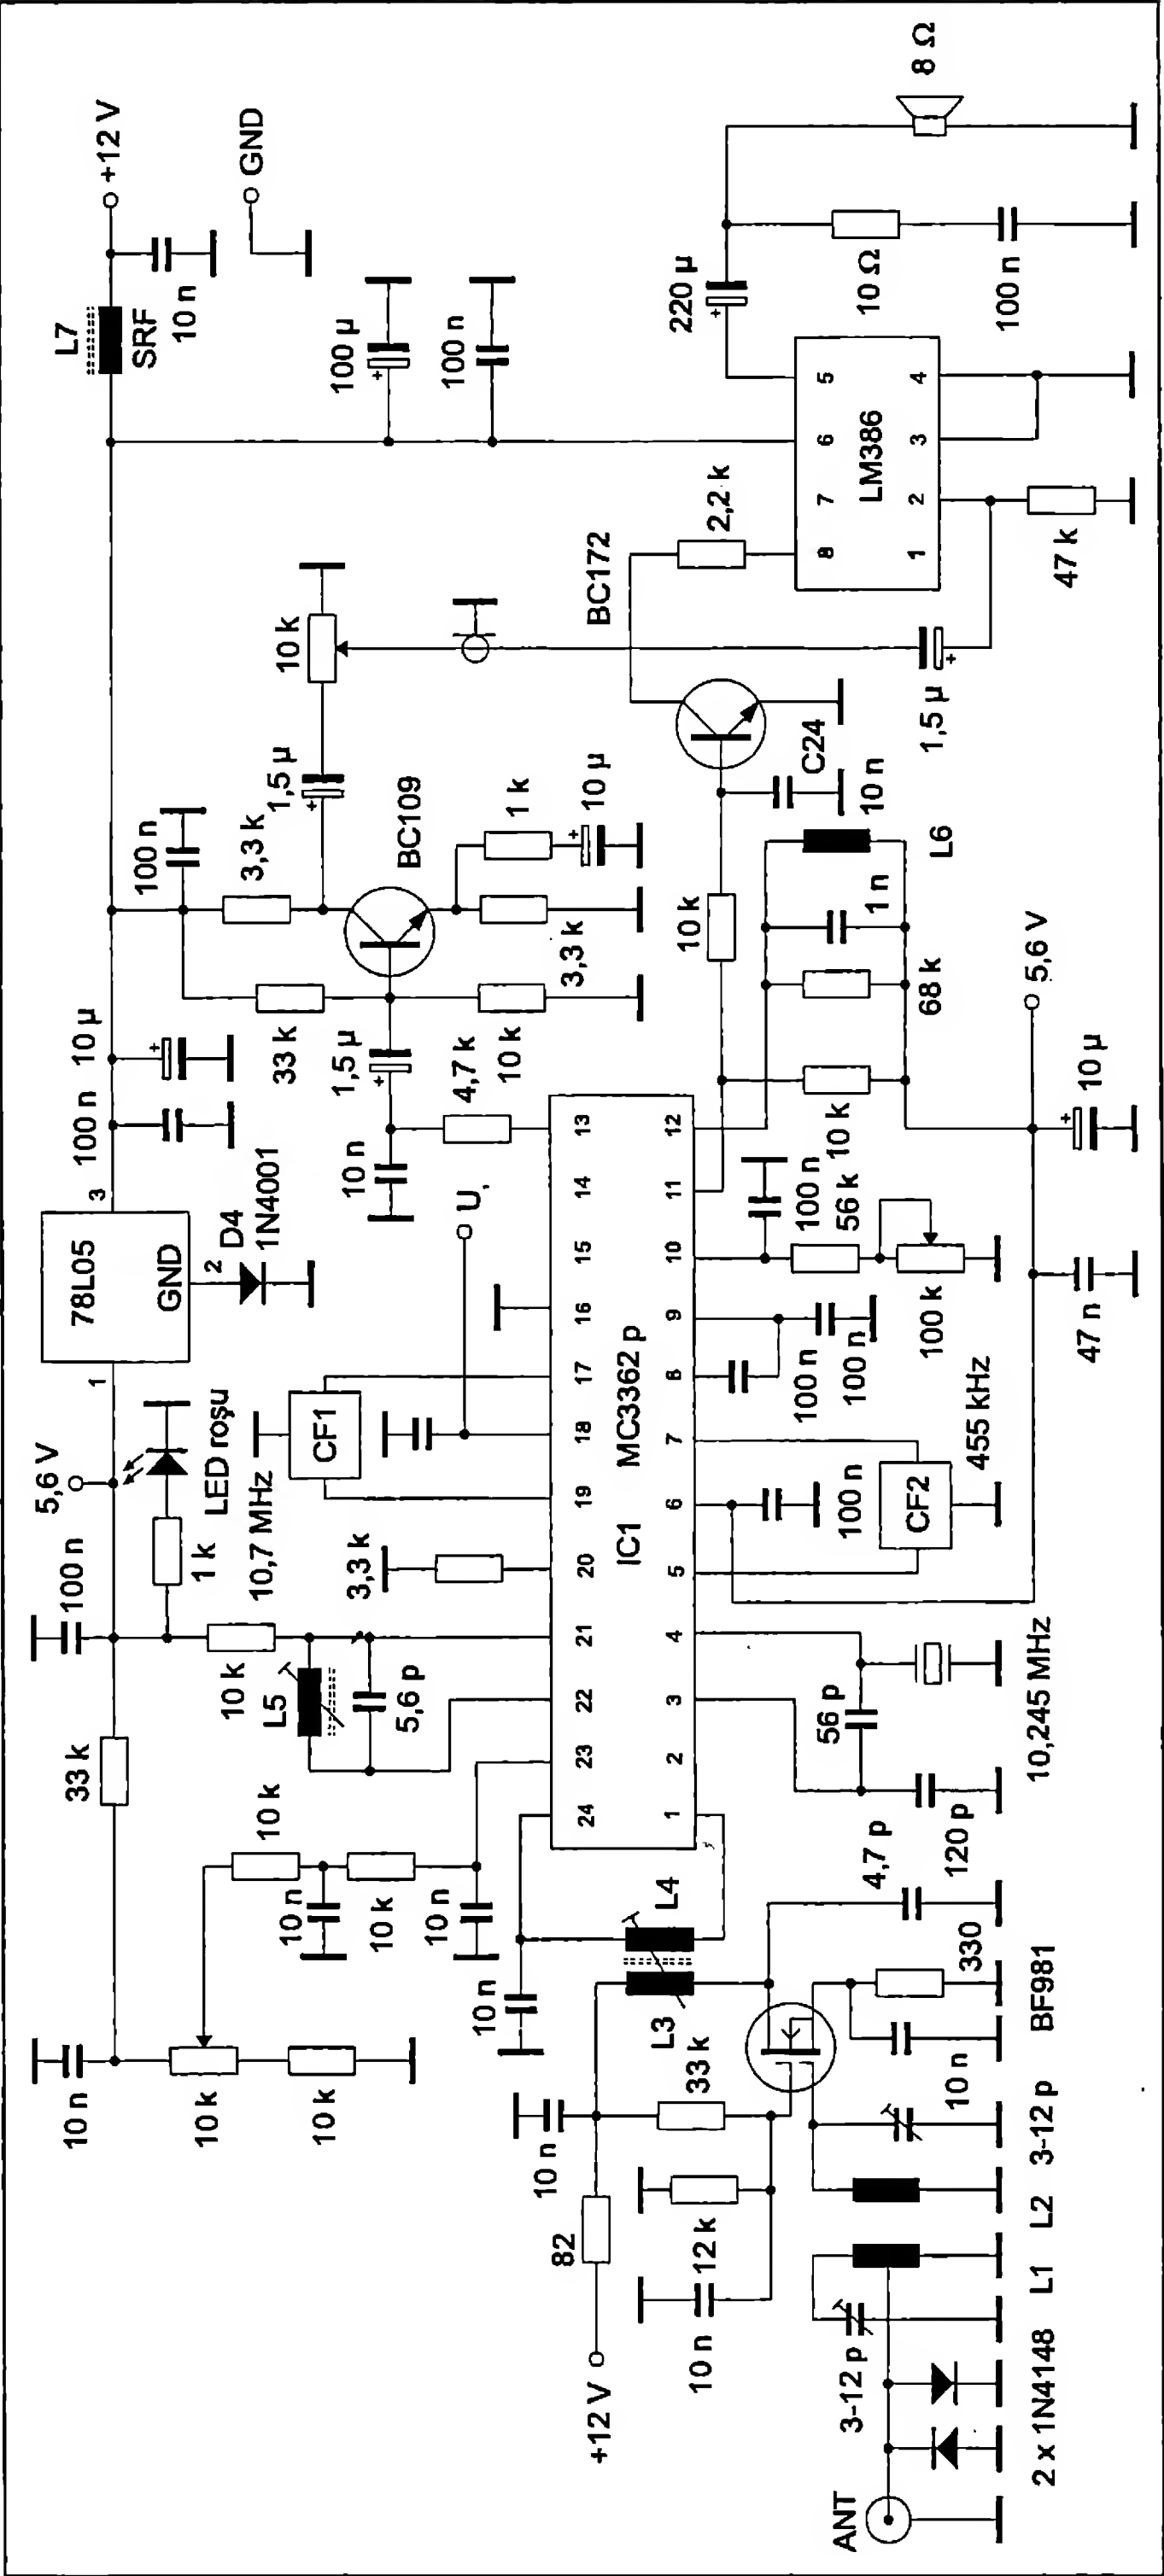 10 n
33 k
100 n
5,6 V
1
78L05
3
100 n
10 µ
L7
+12 V
10 k
1 k
LED roşu
GND
2
D4
1N4001
100 n
3,3 k
SRF
10 n
GND
10 k
10 k
10 k
L5
10,7 MHz
CF1
33 k
1,5 µ
10 k
100 µ
10 n
10 k
5,6 p
3,3 k
10 n
1,5 µ
BC109
100 n
10 n
U,
4,7 k
10 k
3,3 k
1 k
10 µ
BC172
10 n
10 n
82
24 23 22 21 20 19 18 17 16 15 14 13
IC1 MC3362 p
1 2 3 4 5 6 7 8 9 10 11 12
+12 V
10 n
12 k
33 k
L3
L4
10 k
2,2 k
220 µ
8 7 6 5
LM386
1 2 3 4
C24
10 n
10 Ω
8 Ω
3-12 p
4,7 p
56 p
100 n
CF2
455 kHz
100 n
100 n
100 n
56 k
10 k
100 k
68 k
1 n
L6
1,5 µ
100 n
10 n
330
120 p
47 k
ANT
2 x 1N4148
L1
L2
3-12 p
BF981
10,245 MHz
47 n
10 µ
5,6 V